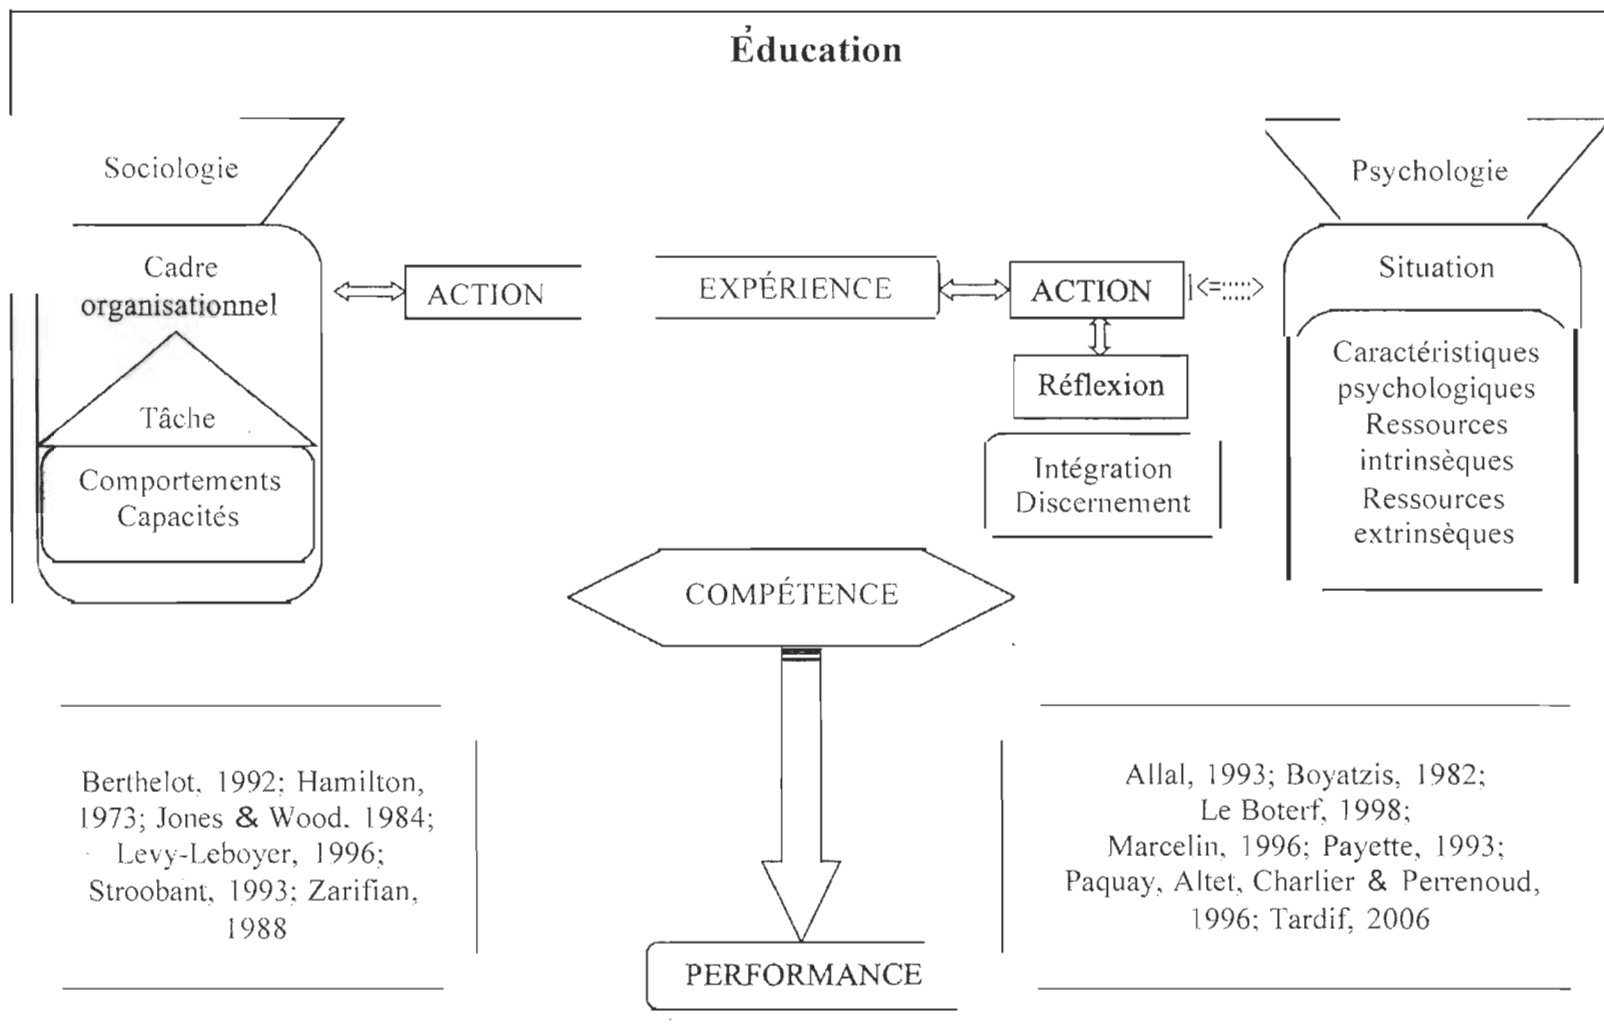 Éducation
Sociologie
Psychologie
Cadre
organisationnel
Tâche
Comportements
Capacités
ACTION
EXPÉRIENCE
ACTION
Réflexion
Intégration
Discernement
Situation
Caractéristiques
psychologiques
Ressources
intrinsèques
Ressources
extrinsèques
COMPÉTENCE
Berthelot, 1992; Hamilton,
1973; Jones & Wood. 1984;
Levy-Leboyer, 1996;
Stroobant, 1993; Zarifian,
1988
Allal, 1993; Boyatzis, 1982;
Le Boterf, 1998;
Marcelin, 1996; Payette, 1993;
Paquay, Altet, Charlier & Perrenoud,
1996; Tardif, 2006
PERFORMANCE